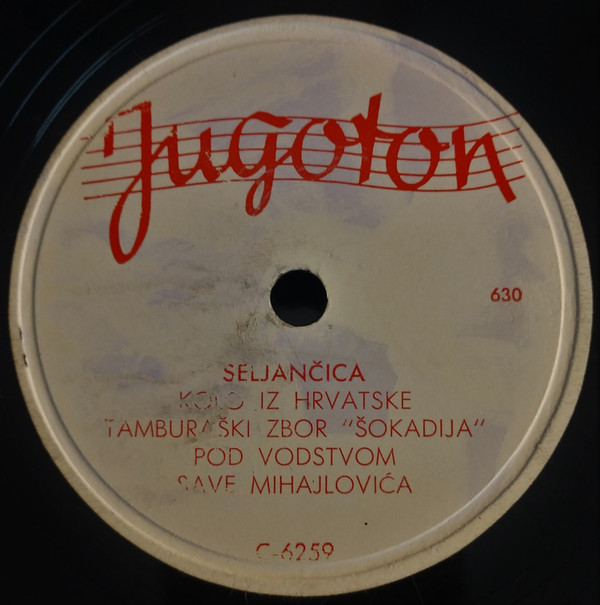 Jugoton
630
SELJANČICA
KOLO IZ HRVATSKE
TAMBURAŠKI ZBOR "ŠOKADIJA"
POD VODSTVOM
SAVE MIHAJLOVIĆA
C-6259